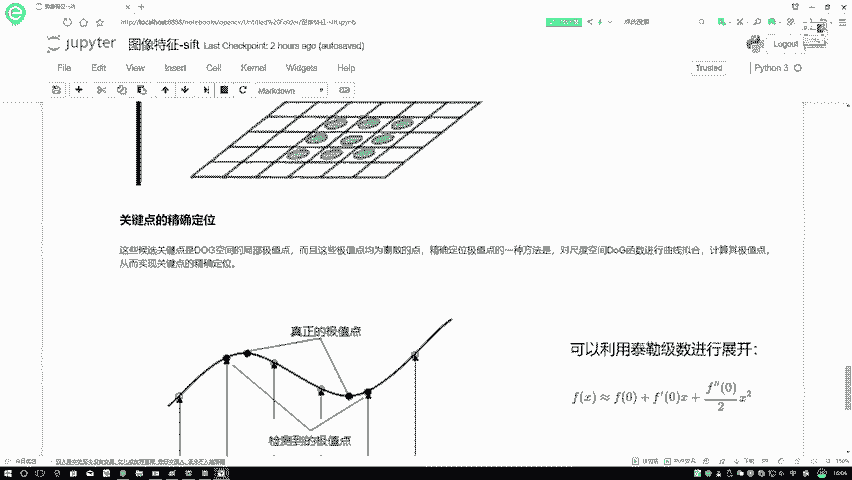 http://localhost:8888/notebooks/opencv/Untitled%20Folder/图像特征-sift.ipynb
jupyter 图像特征-sift Last Checkpoint: 2 hours ago (autosaved)
Logout
File Edit View Insert Cell Kernel Widgets Help
Trusted
Python 3
Markdown
关键点的精确定位
这些候选关键点是DOG空间的局部极值点，而且这些极值点均为离散的点，精确定位极值点的一种方法是，对尺度空间DoG函数进行曲线拟合，计算其极值点，
从而实现关键点的精确定位。
真正的极值点
检测到的极值点
可以利用泰勒级数进行展开：
f(x) ≈ f(0) + f'(0)x + f''(0)/2 x²
150%
16:06